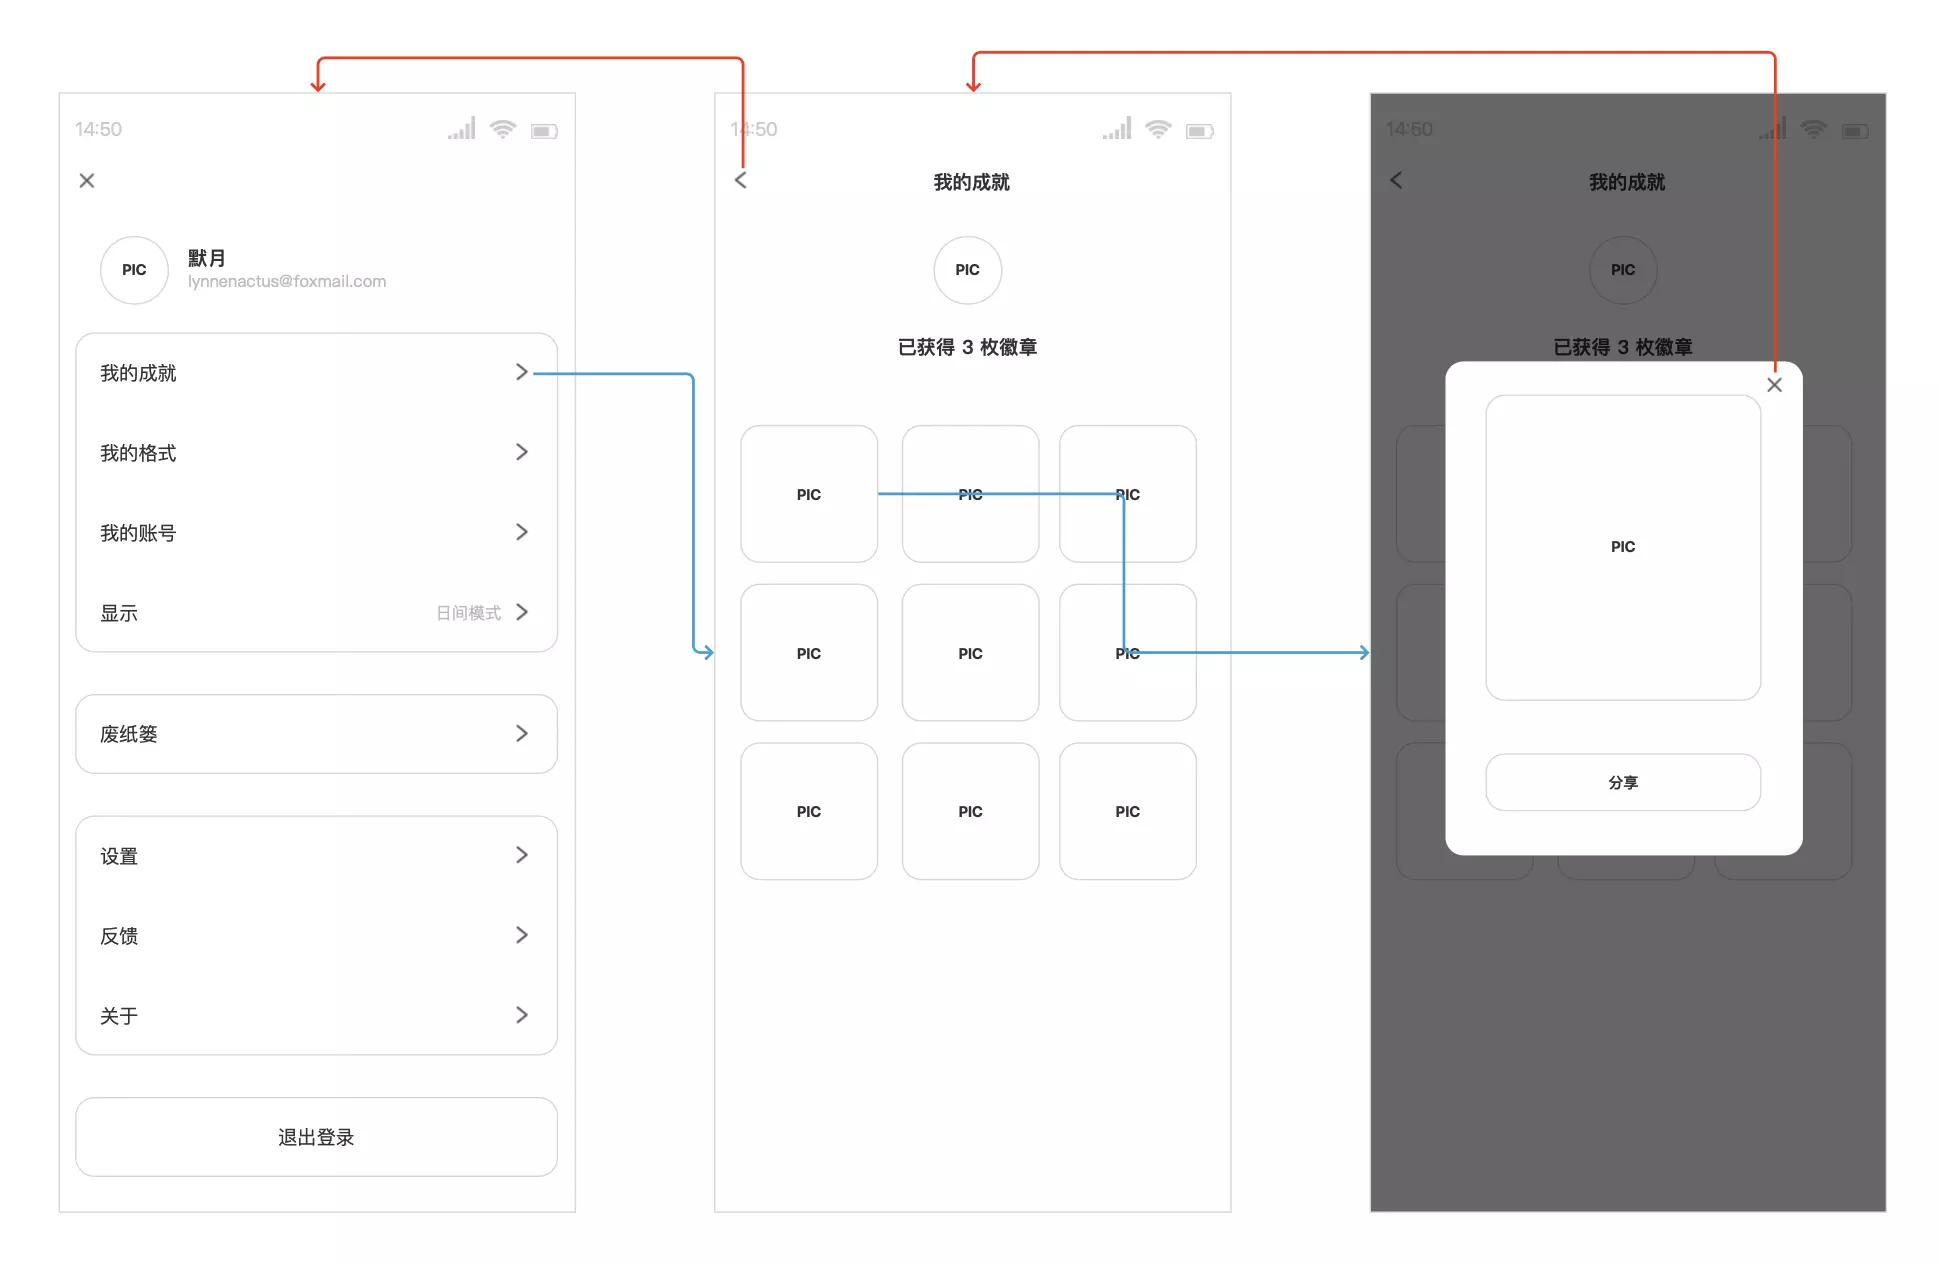 14:50
PIC
默月
lynnenactus@foxmail.com
我的成就
我的格式
我的账号
显示
日间模式
废纸篓
设置
反馈
关于
退出登录
14:50
我的成就
PIC
已获得 3 枚徽章
PIC PIC PIC
PIC PIC PIC
PIC PIC PIC
14:50
我的成就
PIC
已获得 3 枚徽章
PIC
分享